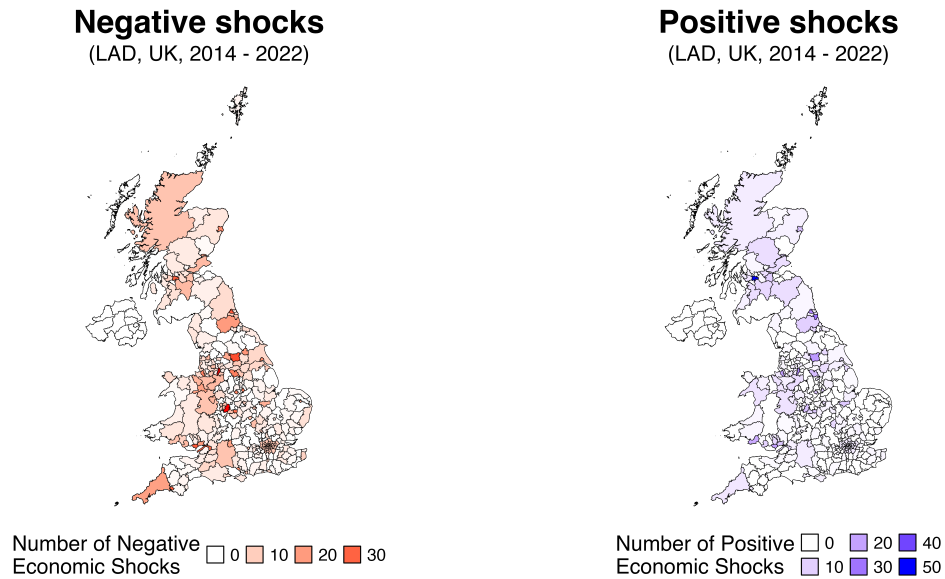 Negative shocks
(LAD, UK, 2014 - 2022)
Number of Negative
Economic Shocks
0 10 20 30
Positive shocks
(LAD, UK, 2014 - 2022)
Number of Positive
Economic Shocks
0 20 40
10 30 50